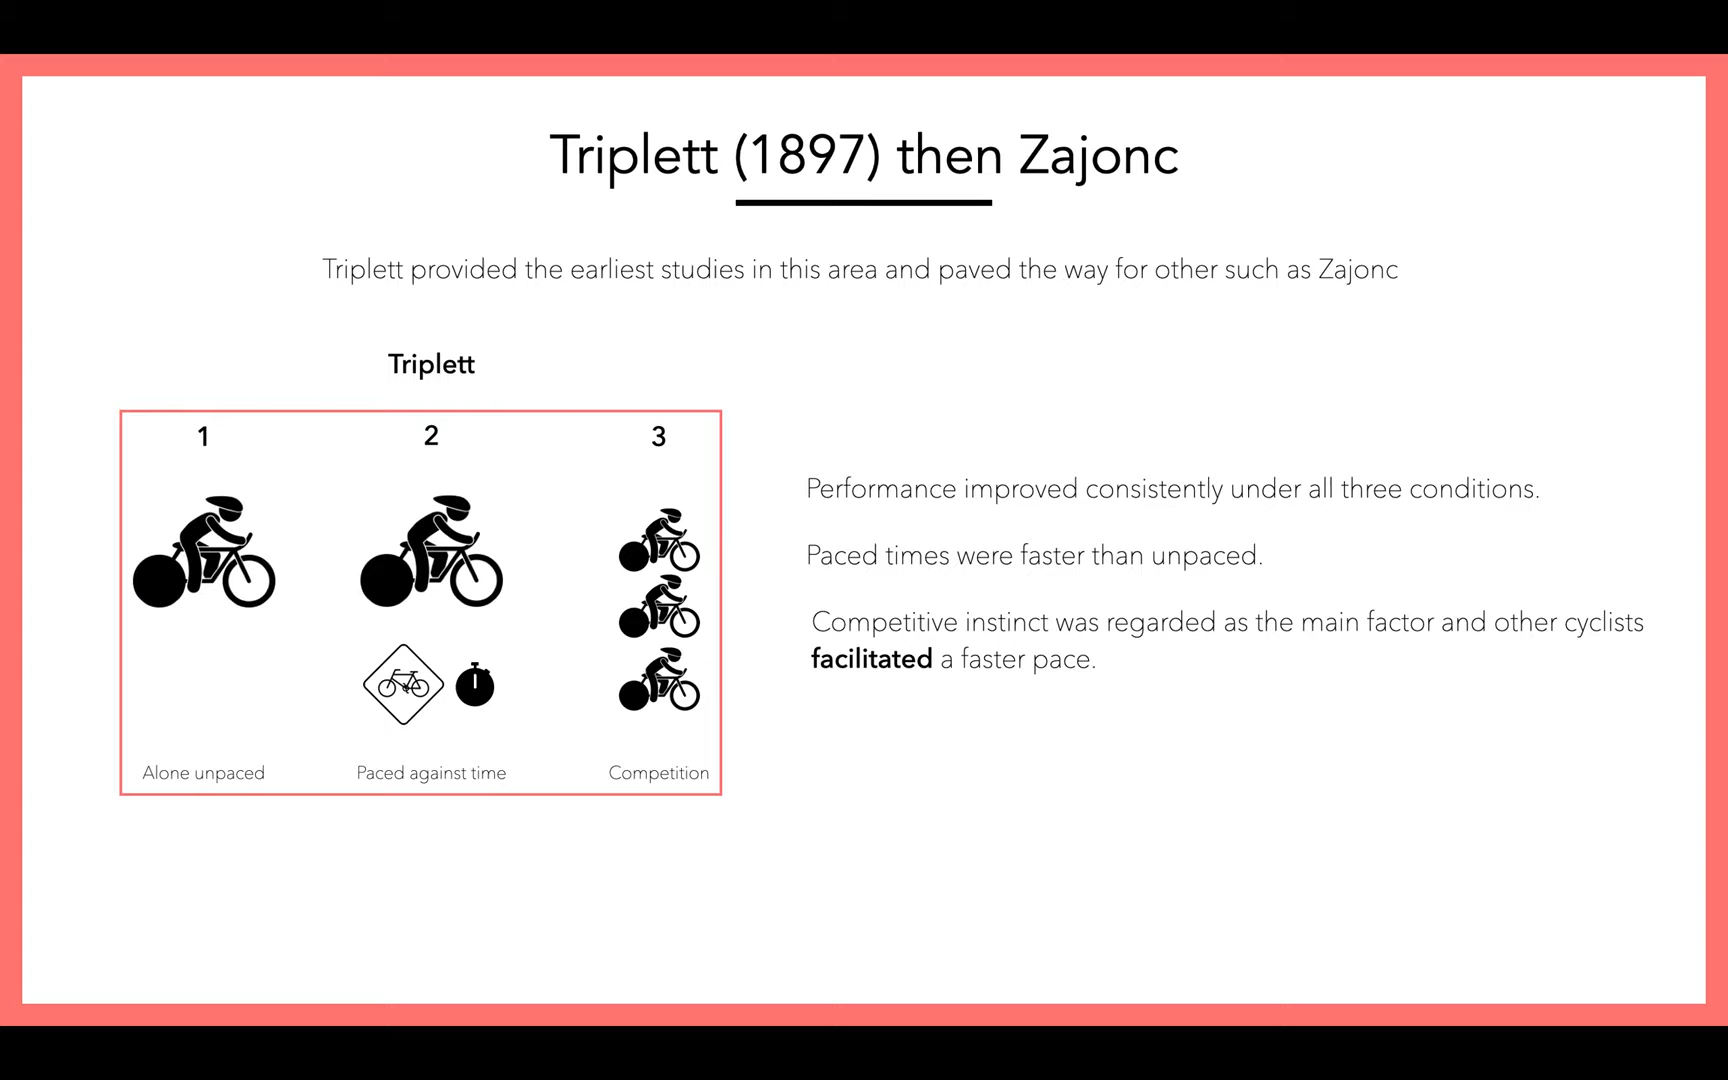 Triplett (1897) then Zajonc
Triplett provided the earliest studies in this area and paved the way for other such as Zajonc
Triplett
1 2 3
Alone unpaced Paced against time Competition
Performance improved consistently under all three conditions.
Paced times were faster than unpaced.
Competitive instinct was regarded as the main factor and other cyclists
facilitated a faster pace.